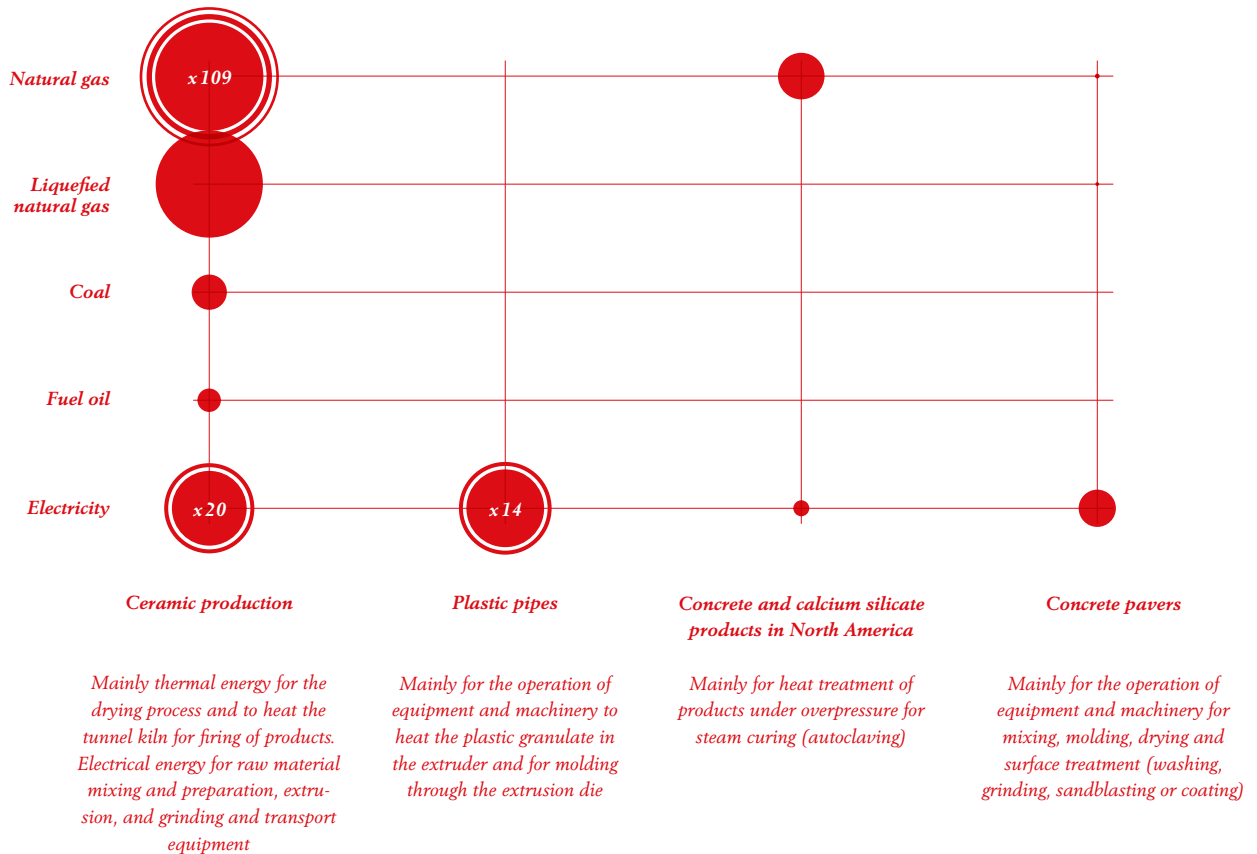 Natural gas
x 109
Liquefied
natural gas
Coal
Fuel oil
Electricity
x 20
x 14
Ceramic production
Mainly thermal energy for the
drying process and to heat the
tunnel kiln for firing of products.
Electrical energy for raw material
mixing and preparation, extru-
sion, and grinding and transport
equipment
Plastic pipes
Mainly for the operation of
equipment and machinery to
heat the plastic granulate in
the extruder and for molding
through the extrusion die
Concrete and calcium silicate
products in North America
Mainly for heat treatment of
products under overpressure for
steam curing (autoclaving)
Concrete pavers
Mainly for the operation of
equipment and machinery for
mixing, molding, drying and
surface treatment (washing,
grinding, sandblasting or coating)